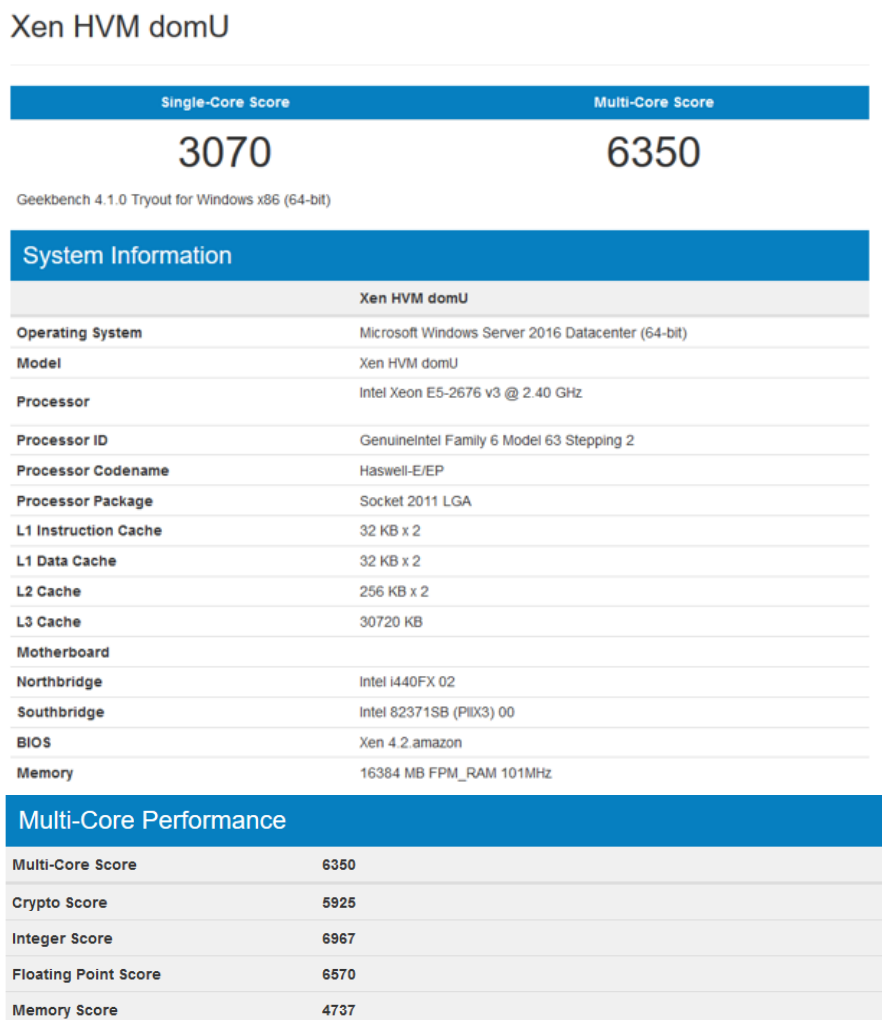 Xen HVM domU
Single-Core Score Multi-Core Score
3070 6350
Geekbench 4.1.0 Tryout for Windows x86 (64-bit)
System Information
Xen HVM domU
Operating System Microsoft Windows Server 2016 Datacenter (64-bit)
Model Xen HVM domU
Processor Intel Xeon E5-2676 v3 @ 2.40 GHz
Processor ID GenuineIntel Family 6 Model 63 Stepping 2
Processor Codename Haswell-E/EP
Processor Package Socket 2011 LGA
L1 Instruction Cache 32 KB x 2
L1 Data Cache 32 KB x 2
L2 Cache 256 KB x 2
L3 Cache 30720 KB
Motherboard
Northbridge Intel i440FX 02
Southbridge Intel 82371SB (PIIX3) 00
BIOS Xen 4.2.amazon
Memory 16384 MB FPM_RAM 101MHz
Multi-Core Performance
Multi-Core Score 6350
Crypto Score 5925
Integer Score 6967
Floating Point Score 6570
Memory Score 4737